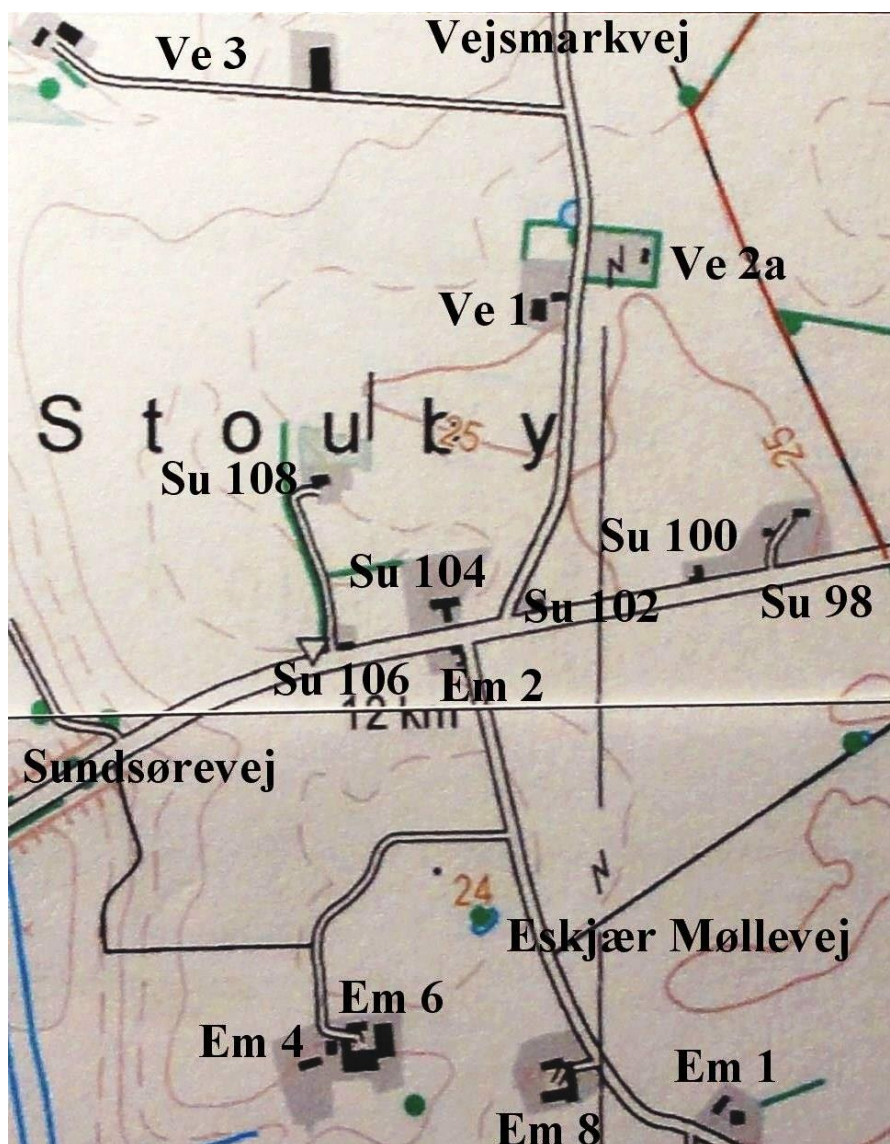 Vejsmarkvej
Ve 3
Ve 2a
Ve 1
Stouby
25
25
Su 108
Su 100
Su 104
Su 102
Su 98
Su 106
Em 2
12 km
Sundsørevej
24
Eskjær Møllevej
Em 6
Em 4
Em 1
Em 8